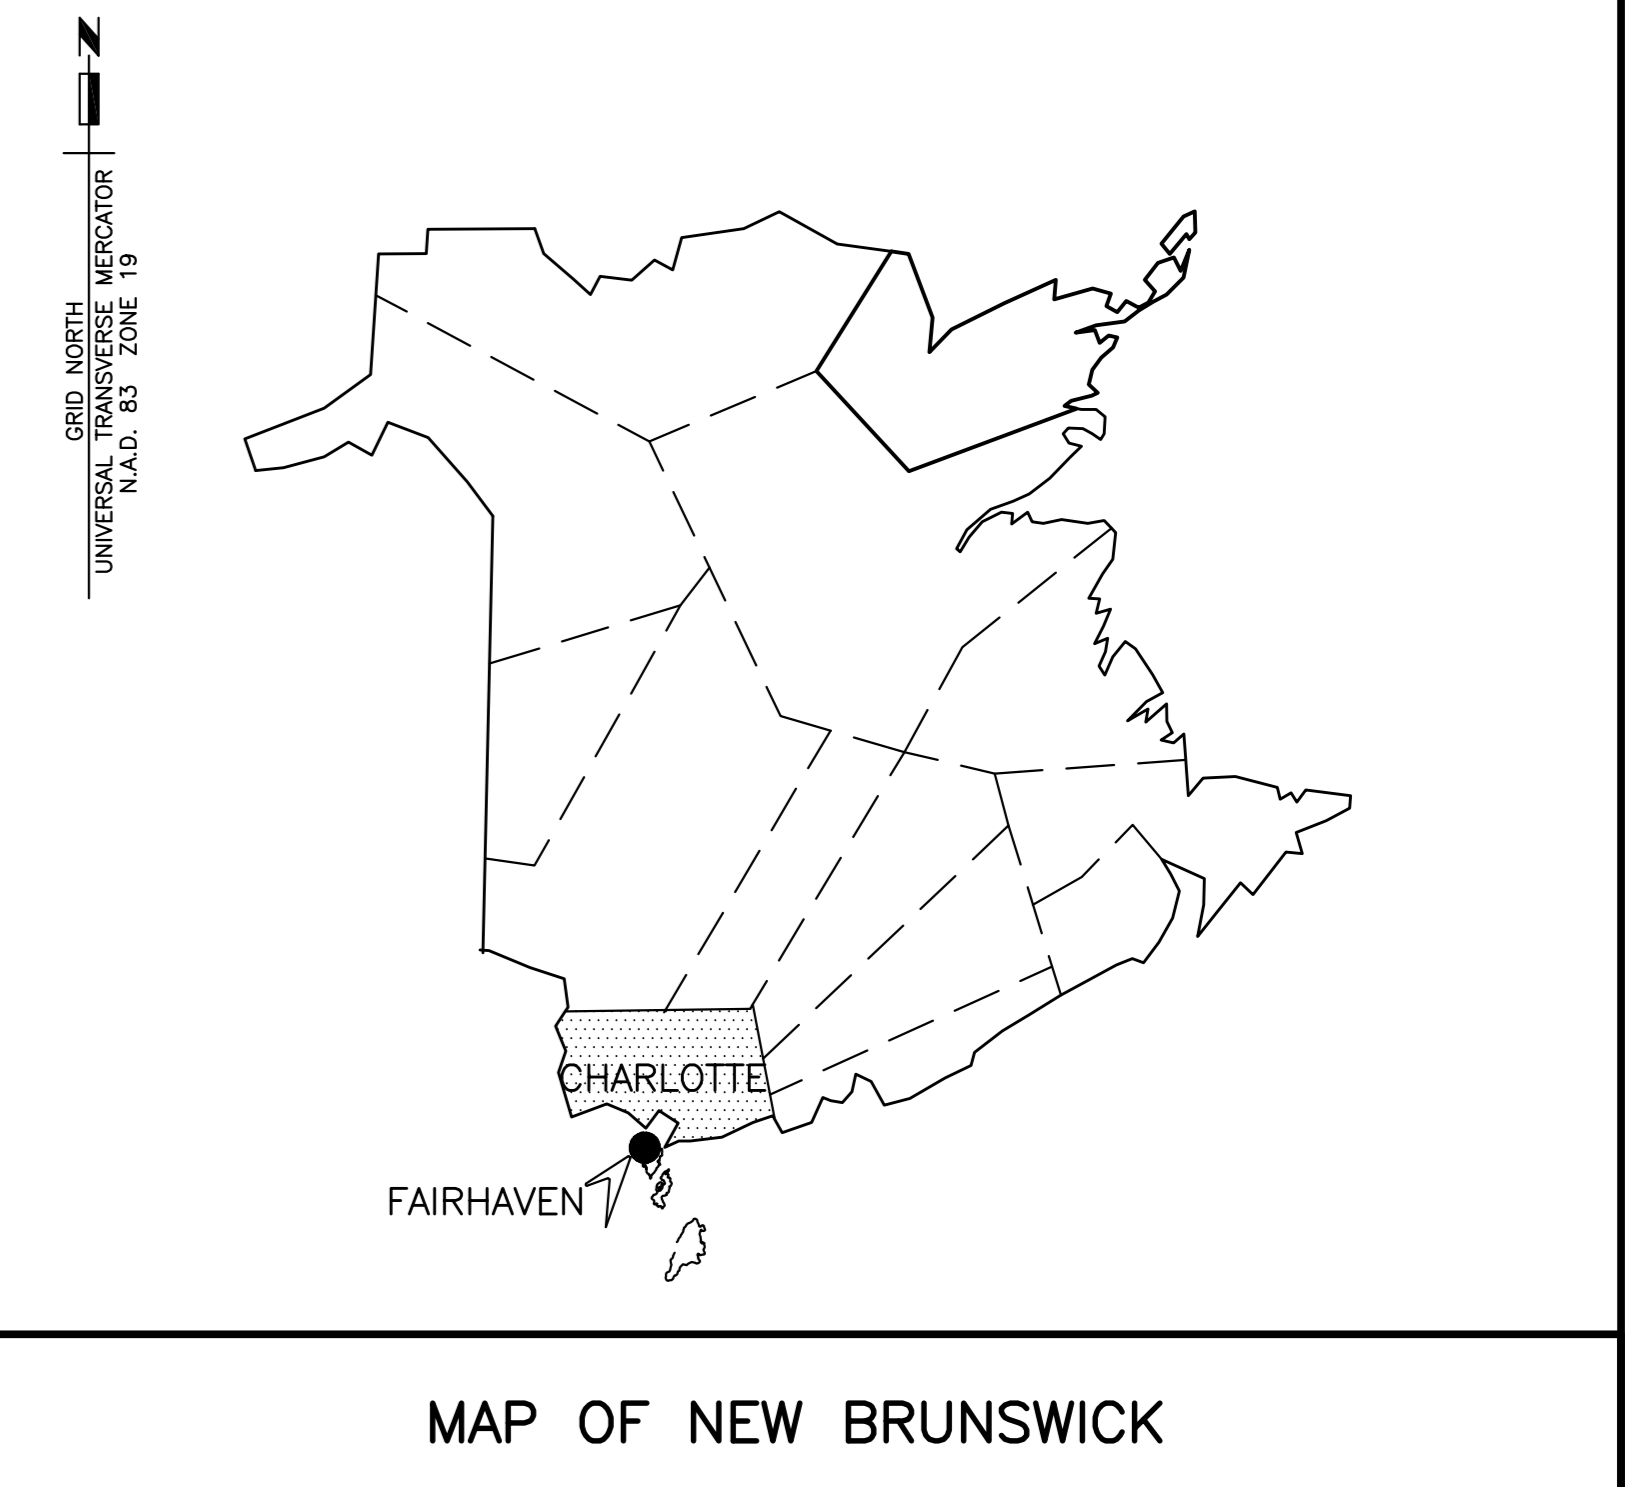 N
GRID NORTH
UNIVERSAL TRANSVERSE MERCATOR
N.A.D. 83 ZONE 19
CHARLOTTE
FAIRHAVEN
MAP OF NEW BRUNSWICK